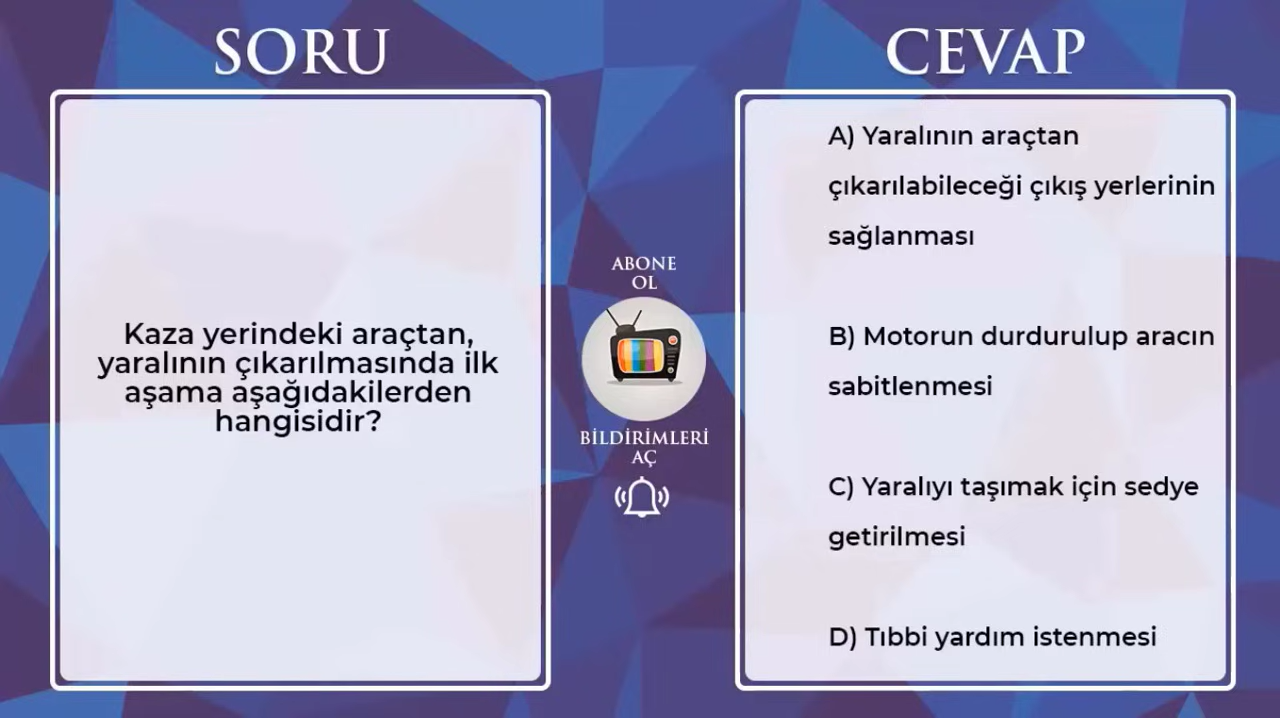 SORU
Kaza yerindeki araçtan,
yaralının çıkarılmasında ilk
aşama aşağıdakilerden
hangisidir?
ABONE
OL
BİLDİRİMLERİ
AÇ
CEVAP
A) Yaralının araçtan
çıkarılabileceği çıkış yerlerinin
sağlanması
B) Motorun durdurulup aracın
sabitlenmesi
C) Yaralıyı taşımak için sedye
getirilmesi
D) Tıbbi yardım istenmesi